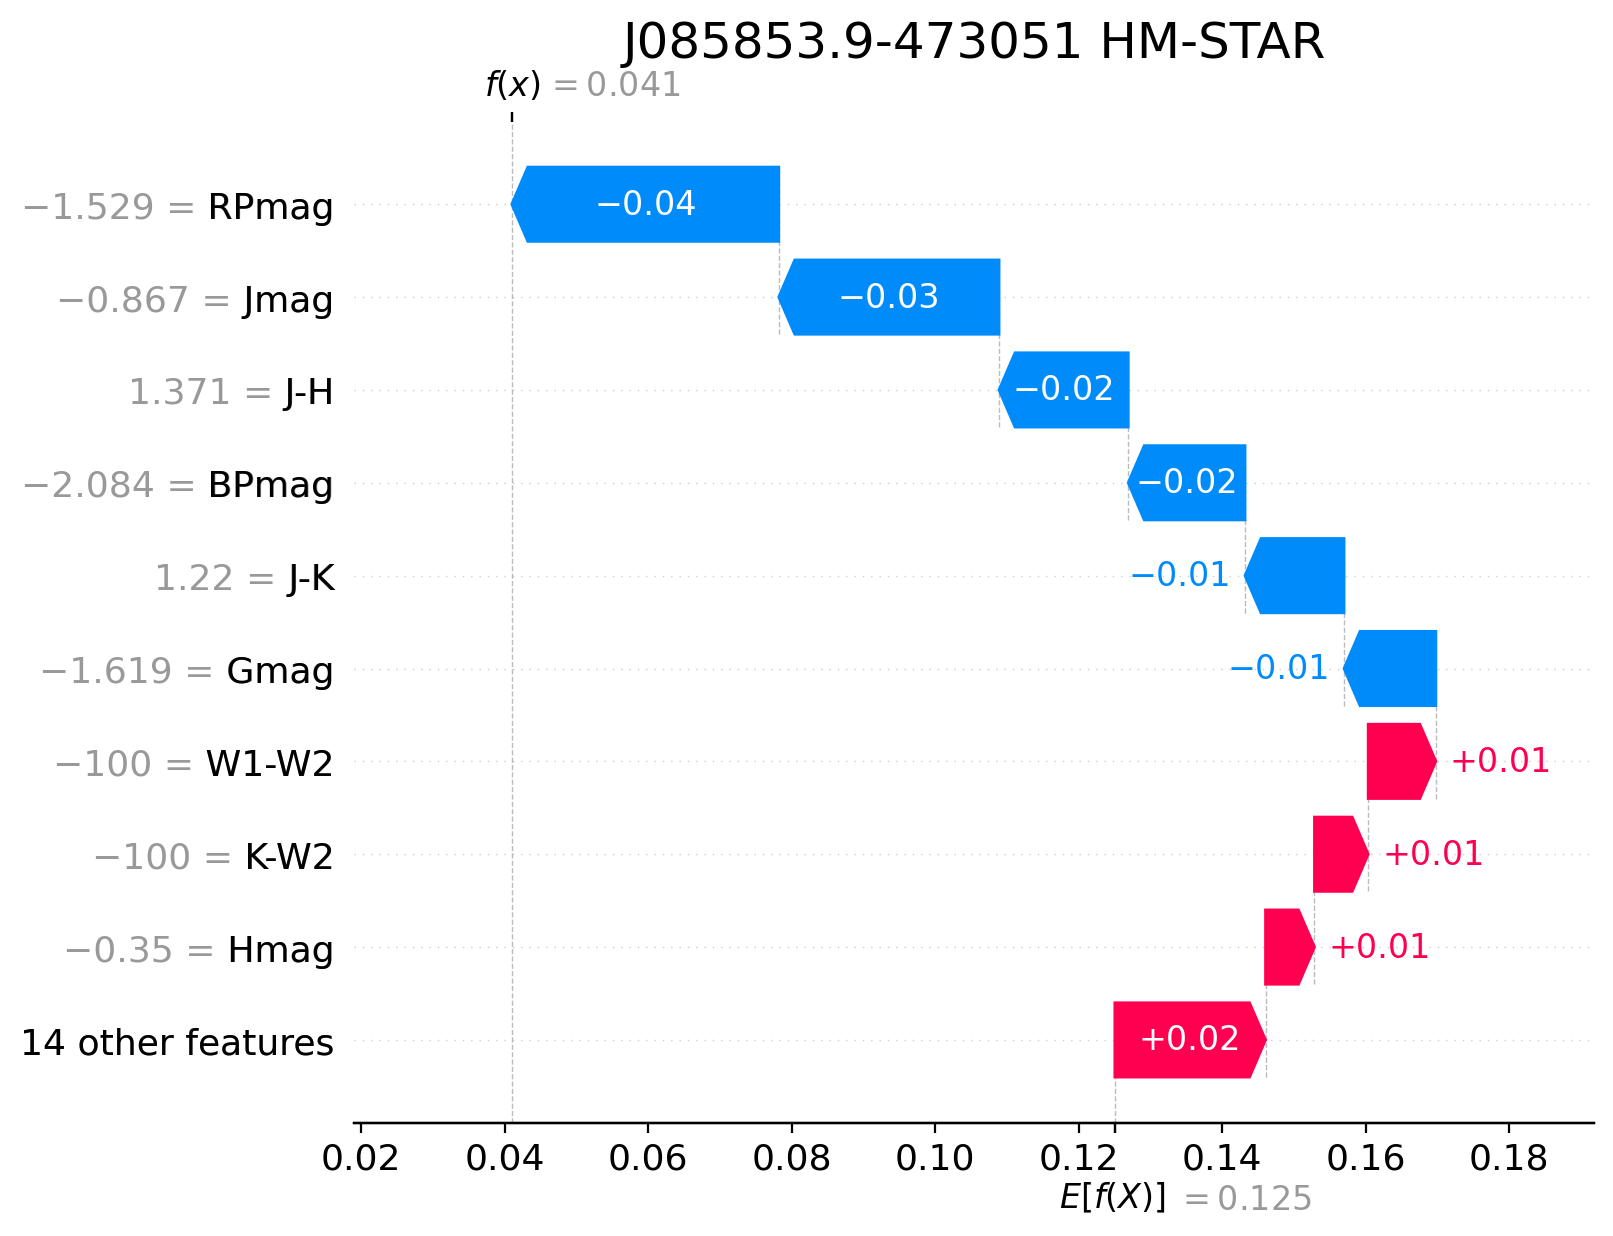 J085853.9-473051 HM-STAR
f(x) = 0.041
−1.529 = RPmag
−0.04
−0.867 = Jmag
−0.03
1.371 = J-H
−0.02
−2.084 = BPmag
−0.02
1.22 = J-K
−0.01
−1.619 = Gmag
−0.01
−100 = W1-W2
+0.01
−100 = K-W2
+0.01
−0.35 = Hmag
+0.01
14 other features
+0.02
0.02 0.04 0.06 0.08 0.10 0.12 0.14 0.16 0.18
E[f(X)] = 0.125